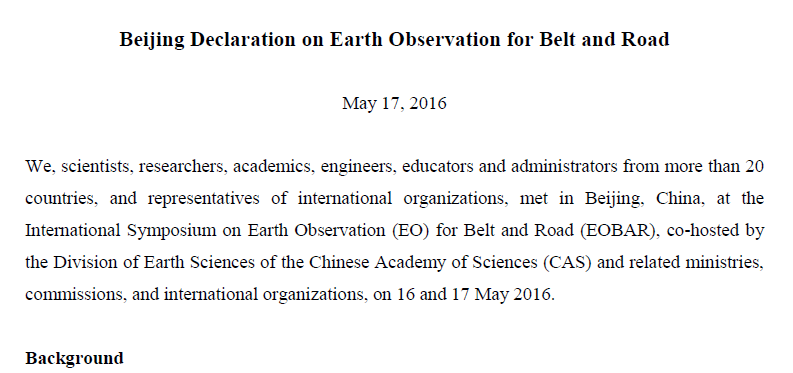 Beijing Declaration on Earth Observation for Belt and Road
May 17, 2016
We, scientists, researchers, academics, engineers, educators and administrators from more than 20
countries, and representatives of international organizations, met in Beijing, China, at the
International Symposium on Earth Observation (EO) for Belt and Road (EOBAR), co-hosted by
the Division of Earth Sciences of the Chinese Academy of Sciences (CAS) and related ministries,
commissions, and international organizations, on 16 and 17 May 2016.
Background